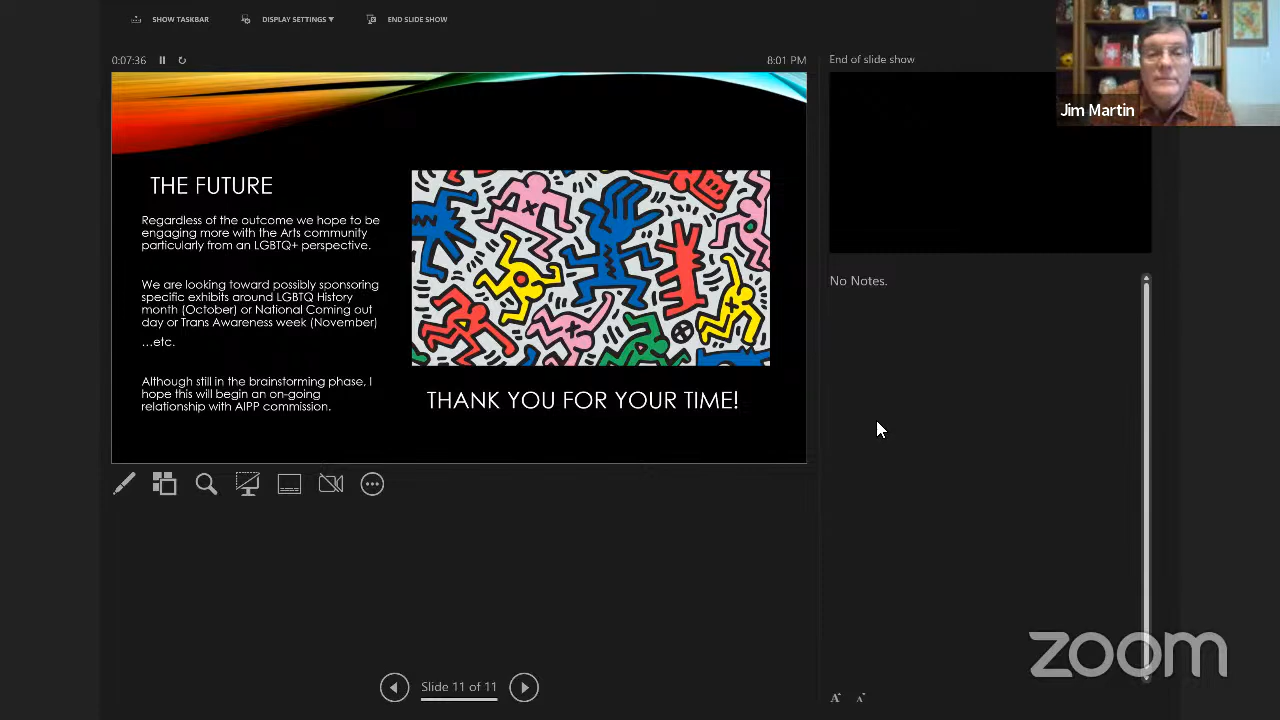 SHOW TASKBAR
DISPLAY SETTINGS ▼
END SLIDE SHOW
0:07:36
8:01 PM
End of slide show
Jim Martin
THE FUTURE
Regardless of the outcome we hope to be
engaging more with the Arts community
particularly from an LGBTQ+ perspective.
We are looking toward possibly sponsoring
specific exhibits around LGBTQ History
month (October) or National Coming out
day or Trans Awareness week (November)
...etc.
Although still in the brainstorming phase, I
hope this will begin an on-going
relationship with AIPP commission.
THANK YOU FOR YOUR TIME!
No Notes.
Slide 11 of 11
A A
zoom